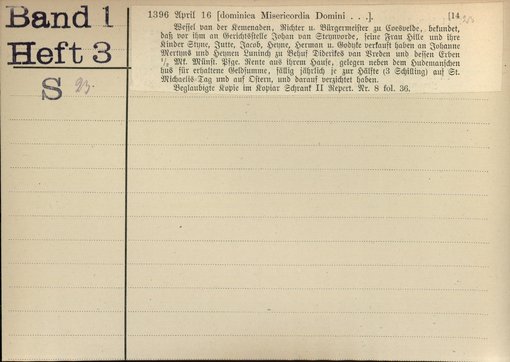 Band 1
Heft 3
S 23.
1396 April 16 [dominica Misericordia Domini . . .]. [14
Wessel van der Kemenaden, Richter u. Bürgermeister zu Coesvelde, bekundet,
daß vor ihm an Gerichtsstelle Johan van Steynvorde, seine Frau Hille und ihre
Kinder Styne, Jutte, Jacob, Heyne, Herman u. Godyke verkauft haben an Johanne
Mertyns und Heynen Luninch zu Behuf Diderikes van Vreden und dessen Erben
Mk. Münst. Pfge. Rente aus ihrem Hause, gelegen neben dem Hudemanschen
hus für erhaltene Geldsumme, fällig jährlich je zur Hälfte (3 Schilling) auf St.
Michaelis-Tag und auf Ostern, und darauf verzichtet haben.
Beglaubigte Kopie im Kopiar Schrank II Repert. Nr. 8 fol. 36.